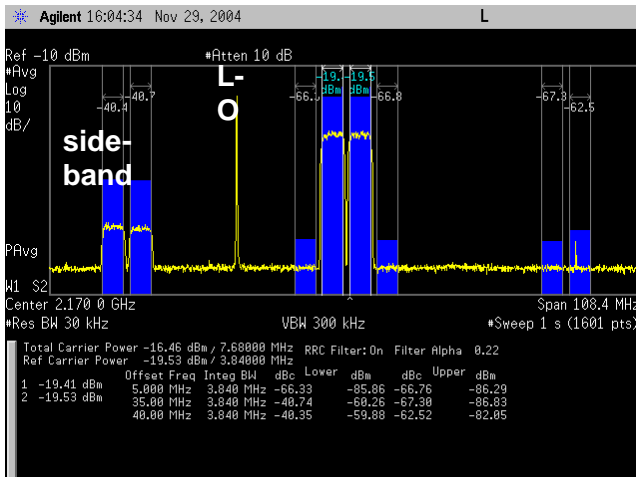 Agilent 16:04:34 Nov 29, 2004 L
Ref -10 dBm #Atten 10 dB
#Avg
Log
10
dB/
L-
O
-40.4 -40.7 -66.3 -19.4 dBm -19.5 dBm -66.8 -67.3 -62.5
side-
band
PAvg
W1 S2
Center 2.170 0 GHz Span 108.4 MHz
#Res BW 30 kHz VBW 300 kHz #Sweep 1 s (1601 pts)
Total Carrier Power -16.46 dBm/ 7.68000 MHz RRC Filter: On Filter Alpha 0.22
Ref Carrier Power -19.53 dBm/ 3.84000 MHz
Offset Freq Integ BW dBc Lower dBm dBc Upper dBm
1 -19.41 dBm 5.000 MHz 3.840 MHz -66.33 -85.86 -66.76 -86.29
2 -19.53 dBm 35.00 MHz 3.840 MHz -40.74 -60.26 -67.30 -86.83
40.00 MHz 3.840 MHz -40.35 -59.88 -62.52 -82.05